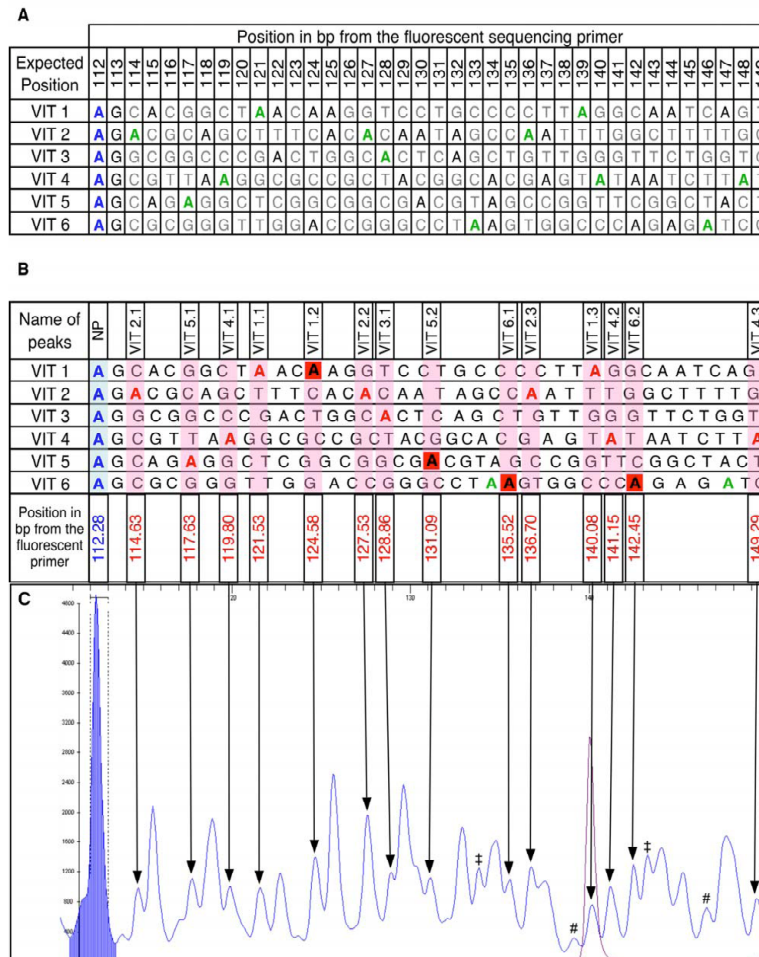 A
Position in bp from the fluorescent sequencing primer
Expected Position 112 113 114 115 116 117 118 119 120 121 122 123 124 125 126 127 128 129 130 131 132 133 134 135 136 137 138 139 140 141 142 143 144 145 146 147 148
VIT 1 A G C A C G G C T A A C A A G G T C C T G C C C C T T A G G C A A T C A G T
VIT 2 A G A C G C A G C T T T C A C A C A A T A G C C A A T T T G G C T T T T G C
VIT 3 A G G C G G C C C G A C T G G C A C T C A G C T G T T G G G T T C T G G T C
VIT 4 A G C G T T A A G G C G C C G C T A C G G C A C G A G T A T A A T C T T A T
VIT 5 A G C A G A G G C T C G G C G G C G A C G T A G C C G G T T C G G C T A C T
VIT 6 A G C G C G G G T T G G A C C G G G C C T A A G T G G C C C A G A G A T C
B
Name of peaks NP VIT 2.1 VIT 5.1 VIT 4.1 VIT 1.1 VIT 1.2 VIT 2.2 VIT 3.1 VIT 5.2 VIT 6.1 VIT 2.3 VIT 1.3 VIT 4.2 VIT 6.2 VIT 4.3
VIT 1 A G C A C G G C T A A C A A G G T C C T G C C C C T T A G G C A A T C A G
VIT 2 A G A C G C A G C T T T C A C A C A A T A G C C A A T T T G G C T T T T G
VIT 3 A G G C G G C C C G A C T G G C A C T C A G C T G T T G G G T T C T G G T
VIT 4 A G C G T T A A G G C G C C G C T A C G G C A C G A G T A T A A T C T T A
VIT 5 A G C A G A G G C T C G G C G G C G A C G T A G C C G G T T C G G C T A C T
VIT 6 A G C G C G G G T T G G A C C G G G C C T A A G T G G C C C A G A G A T C
Position in bp from the fluorescent primer 112.28 114.63 117.63 119.80 121.53 124.58 127.53 128.86 131.09 135.52 136.70 140.08 141.15 142.45 149.29
C
130
4800
4400
3600
3000
2200
1600
1200
800
‡
‡
#
#